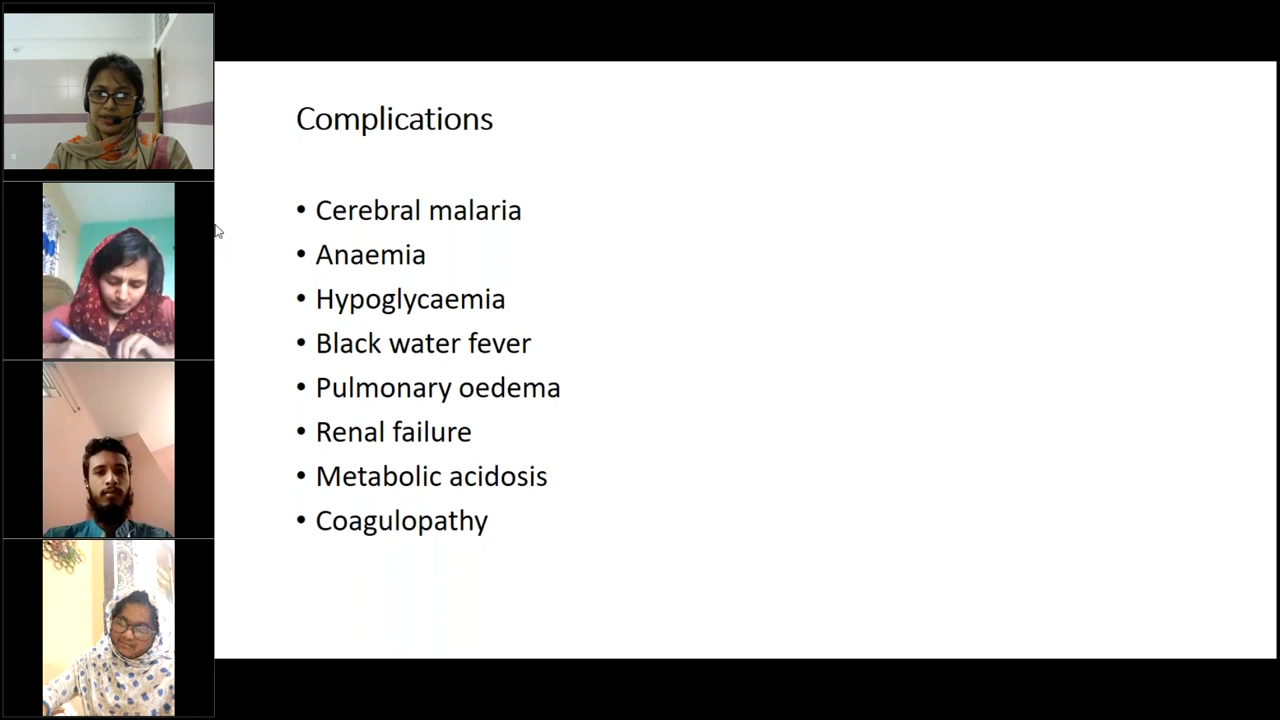 Complications
• Cerebral malaria
• Anaemia
• Hypoglycaemia
• Black water fever
• Pulmonary oedema
• Renal failure
• Metabolic acidosis
• Coagulopathy